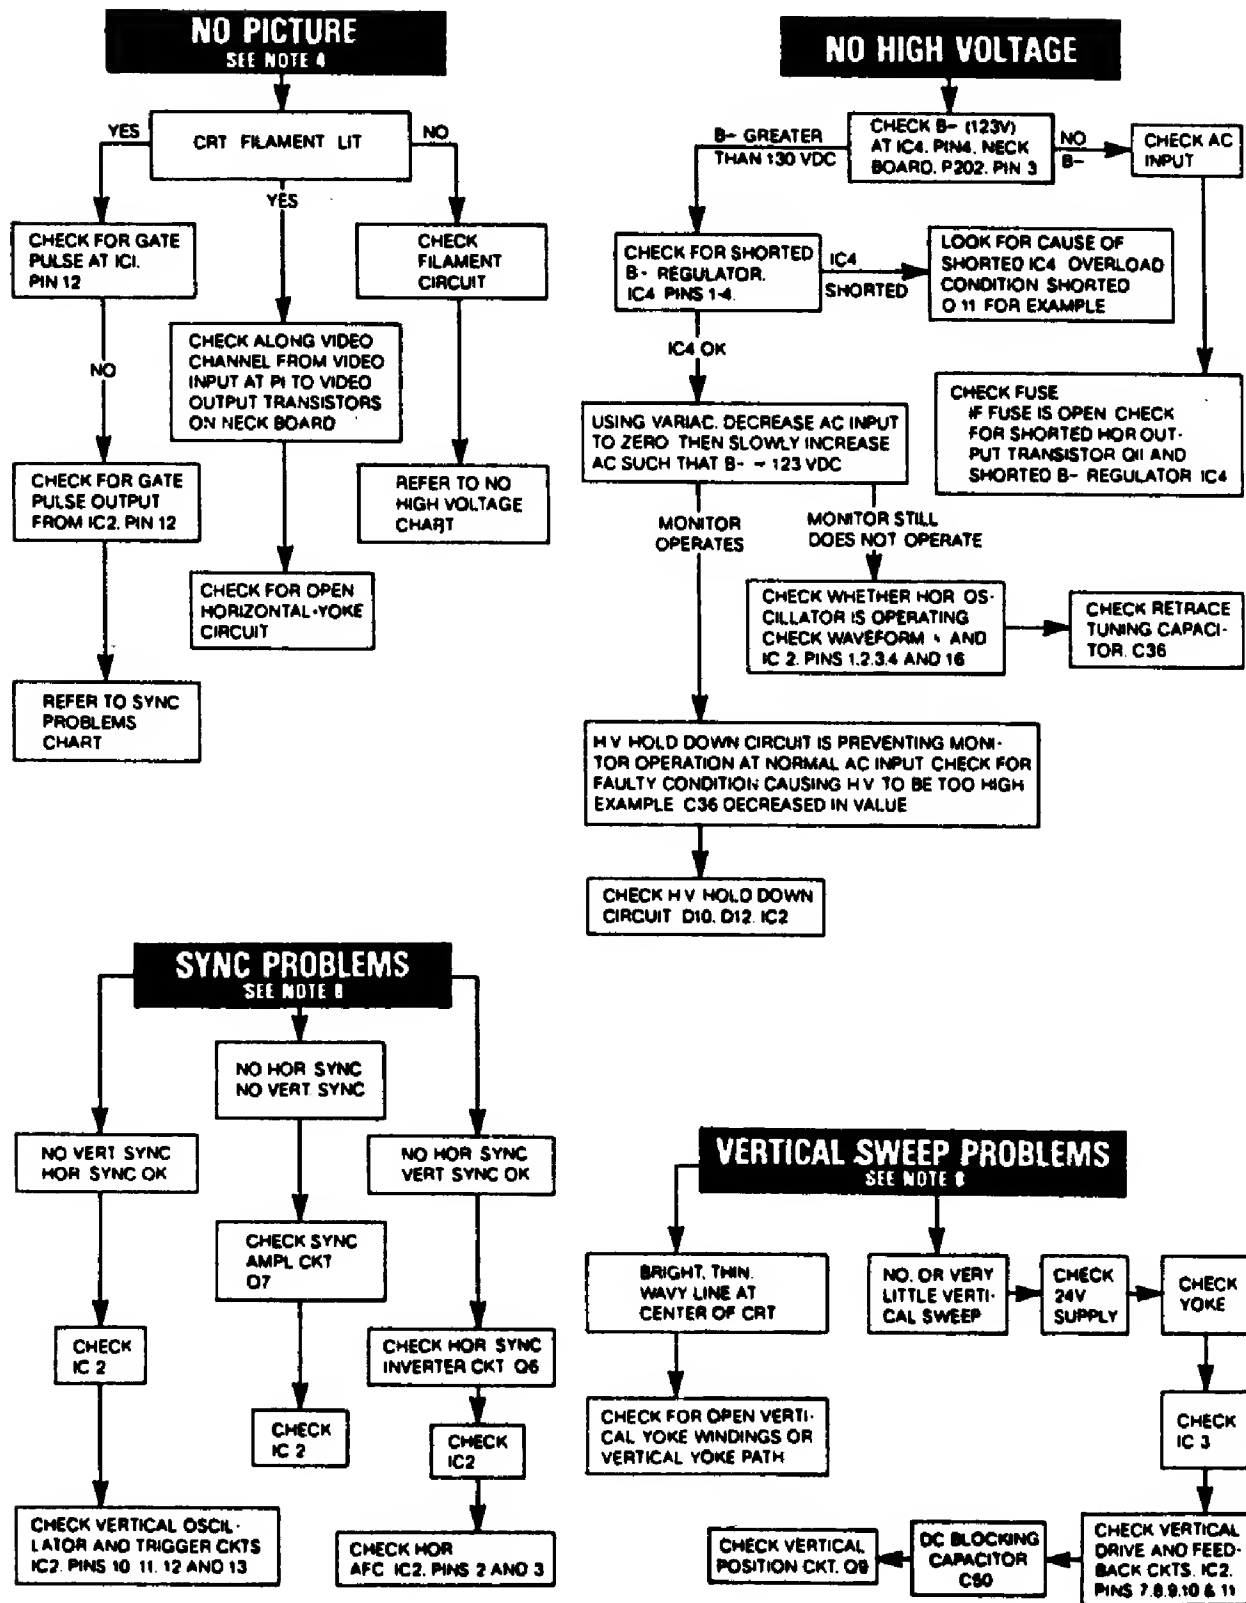 NO PICTURE
SEE NOTE 4
YES
CRT FILAMENT LIT
NO
YES
CHECK FOR GATE
PULSE AT IC1.
PIN 12
CHECK
FILAMENT
CIRCUIT
NO
CHECK ALONG VIDEO
CHANNEL FROM VIDEO
INPUT AT PI TO VIDEO
OUTPUT TRANSISTORS
ON NECK BOARD
CHECK FOR GATE
PULSE OUTPUT
FROM IC2. PIN 12
REFER TO NO
HIGH VOLTAGE
CHART
CHECK FOR OPEN
HORIZONTAL-YOKE
CIRCUIT
REFER TO SYNC
PROBLEMS
CHART
NO HIGH VOLTAGE
B- GREATER
THAN 130 VDC
CHECK B- (123V)
AT IC4. PIN4. NECK
BOARD. P202. PIN 3
NO
B-
CHECK AC
INPUT
CHECK FOR SHORTED
B- REGULATOR.
IC4 PINS 1-4.
IC4
SHORTED
LOOK FOR CAUSE OF
SHORTED IC4 OVERLOAD
CONDITION SHORTED
Q 11 FOR EXAMPLE
IC4 OK
CHECK FUSE
IF FUSE IS OPEN CHECK
FOR SHORTED HOR OUT-
PUT TRANSISTOR Q11 AND
SHORTED B- REGULATOR IC4
USING VARIAC. DECREASE AC INPUT
TO ZERO THEN SLOWLY INCREASE
AC SUCH THAT B- - 123 VDC
MONITOR
OPERATES
MONITOR STILL
DOES NOT OPERATE
CHECK WHETHER HOR OS-
CILLATOR IS OPERATING
CHECK WAVEFORM AND
IC 2. PINS 1.2.3.4 AND 16
CHECK RETRACE
TUNING CAPACI-
TOR. C36
H V HOLD DOWN CIRCUIT IS PREVENTING MONI-
TOR OPERATION AT NORMAL AC INPUT CHECK FOR
FAULTY CONDITION CAUSING H V TO BE TOO HIGH
EXAMPLE C36 DECREASED IN VALUE
CHECK H V HOLD DOWN
CIRCUIT D10. D12. IC2
SYNC PROBLEMS
SEE NOTE 8
NO HOR SYNC
NO VERT. SYNC
NO VERT SYNC
HOR SYNC OK
NO HOR SYNC
VERT SYNC OK
CHECK SYNC
AMPL CKT
Q7
CHECK
IC 2
CHECK HOR SYNC
INVERTER CKT Q6
CHECK
IC 2
CHECK
IC2
CHECK VERTICAL OSCIL-
LATOR AND TRIGGER CKTS
IC2. PINS 10 11. 12 AND 13
CHECK HOR
AFC IC2. PINS 2 AND 3
VERTICAL SWEEP PROBLEMS
SEE NOTE 8
BRIGHT. THIN.
WAVY LINE AT
CENTER OF CRT
NO. OR VERY
LITTLE VERTI-
CAL SWEEP
CHECK
24V
SUPPLY
CHECK
YOKE
CHECK FOR OPEN VERTI-
CAL YOKE WINDINGS OR
VERTICAL YOKE PATH
CHECK
IC 3
CHECK VERTICAL
DRIVE AND FEED-
BACK CKTS. IC2.
PINS 7.8.9.10 & 11
DC BLOCKING
CAPACITOR
C50
CHECK VERTICAL
POSITION CKT. Q9